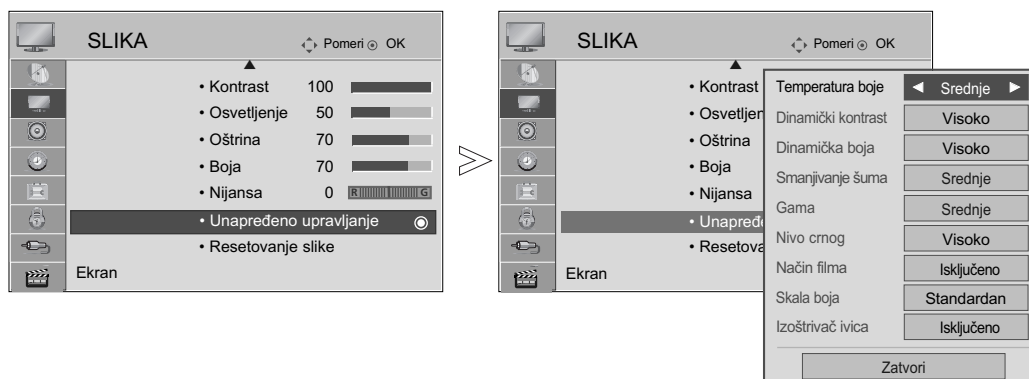 SLIKA Pomeri OK
• Kontrast 100
• Osvetljenje 50
• Oštrina 70
• Boja 70
• Nijansa 0 R G
• Unapređeno upravljanje
• Resetovanje slike
Ekran
SLIKA Pomeri OK
• Kontrast
• Osvetljen
• Oštrina
• Boja
• Nijansa
• Unapređe
• Resetova
Ekran
Temperatura boje ◄ Srednje ►
Dinamički kontrast Visoko
Dinamička boja Visoko
Smanjivanje šuma Srednje
Gama Srednje
Nivo crnog Visoko
Način filma Isključeno
Skala boja Standardan
Izoštrivač ivica Isključeno
Zatvori